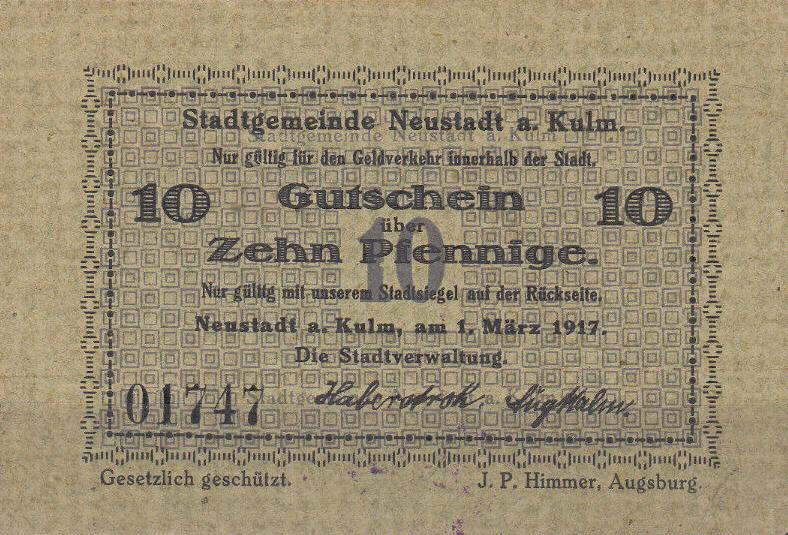 Stadtgemeinde Neustadt a. Kulm.
Nur gültig für den Geldverkehr innerhalb der Stadt.
10 Gutschein 10
über
Zehn Pfennige.
10
Nur gültig mit unserem Stadtsiegel auf der Rückseite.
Neustadt a. Kulm, am 1. März 1917.
Die Stadtverwaltung.
01747 Haberstroh
Gesetzlich geschützt. J. P. Himmer, Augsburg.